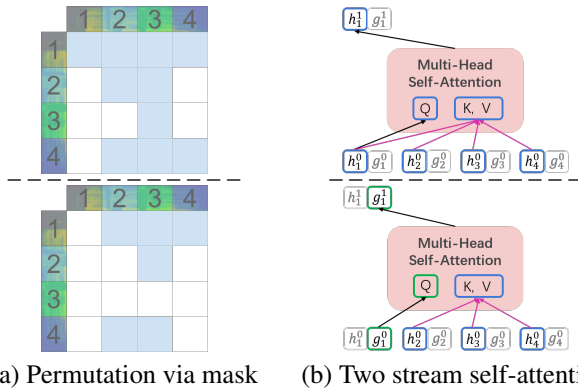 1 2 3 4
1
2
3
4
1 2 3 4
1
2
3
4
a) Permutation via mask
h₁¹ g₁¹
Multi-Head
Self-Attention
Q K, V
h₁⁰ g₁⁰ h₂⁰ g₂⁰ h₃⁰ g₃⁰ h₄⁰ g₄⁰
h₁¹ g₁¹
Multi-Head
Self-Attention
Q K, V
h₁⁰ g₁⁰ h₂⁰ g₂⁰ h₃⁰ g₃⁰ h₄⁰ g₄⁰
(b) Two stream self-attenti